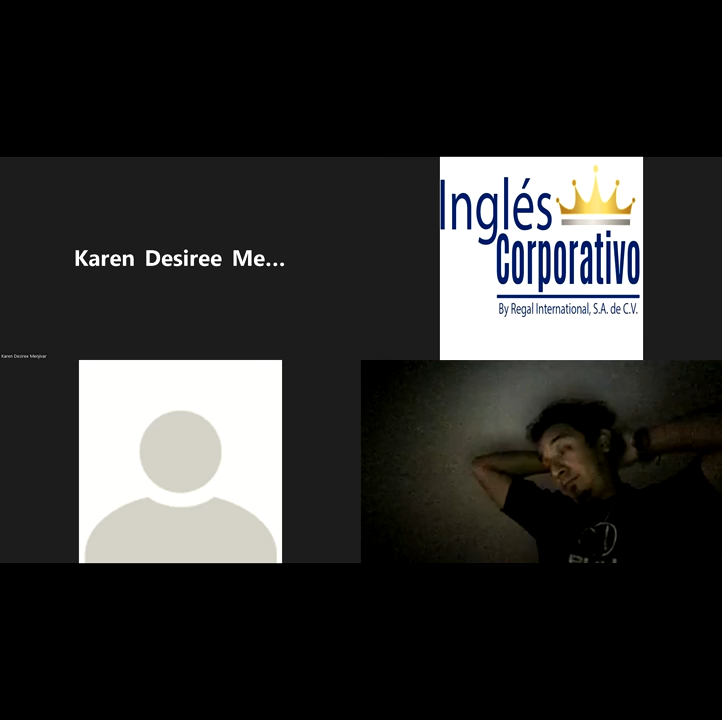 Karen Desiree Me...
Inglés
Corporativo
By Regal International, S.A. de C.V.
Karen Desiree Menjivar